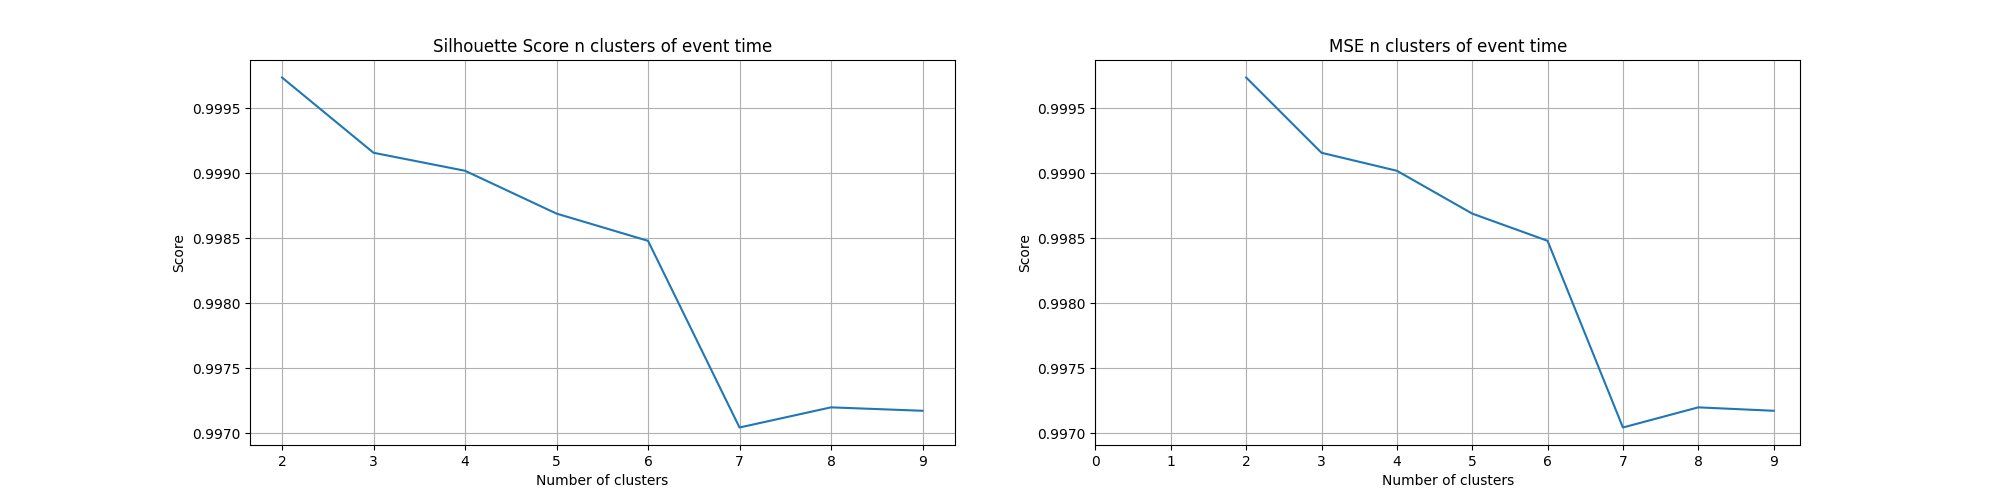 Silhouette Score n clusters of event time
Score
0.9995
0.9990
0.9985
0.9980
0.9975
0.9970
2 3 4 5 6 7 8 9
Number of clusters
MSE n clusters of event time
Score
0.9995
0.9990
0.9985
0.9980
0.9975
0.9970
0 1 2 3 4 5 6 7 8 9
Number of clusters